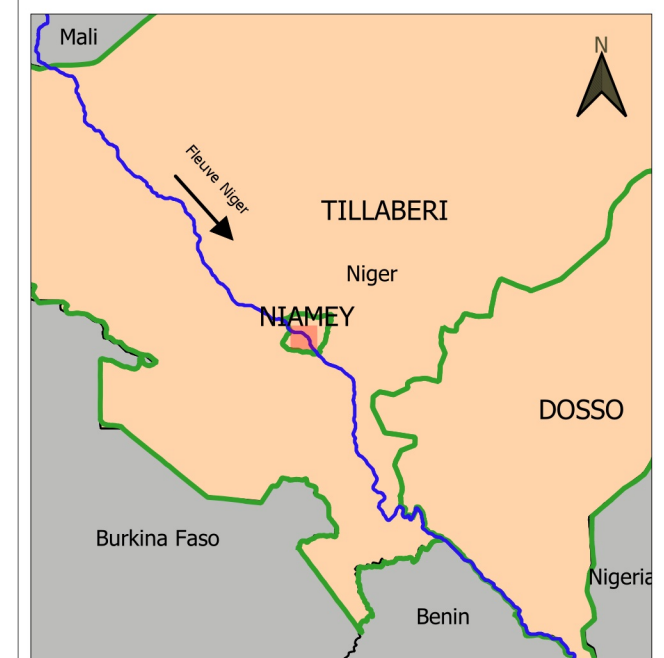 Mali
N
Fleuve Niger
TILLABERI
Niger
NIAMEY
DOSSO
Burkina Faso
Nigeria
Benin